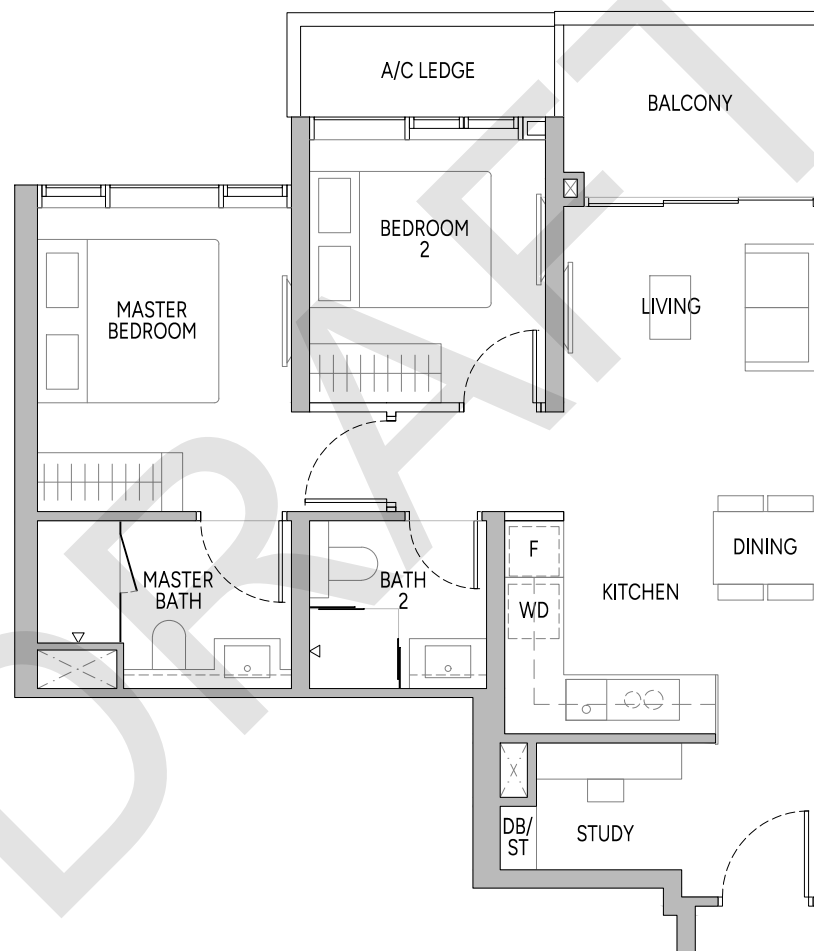 A/C LEDGE
BALCONY
BEDROOM
2
MASTER
BEDROOM
LIVING
F
DINING
MASTER
BATH
BATH
2
WD
KITCHEN
DB/
ST
STUDY
DRAFT